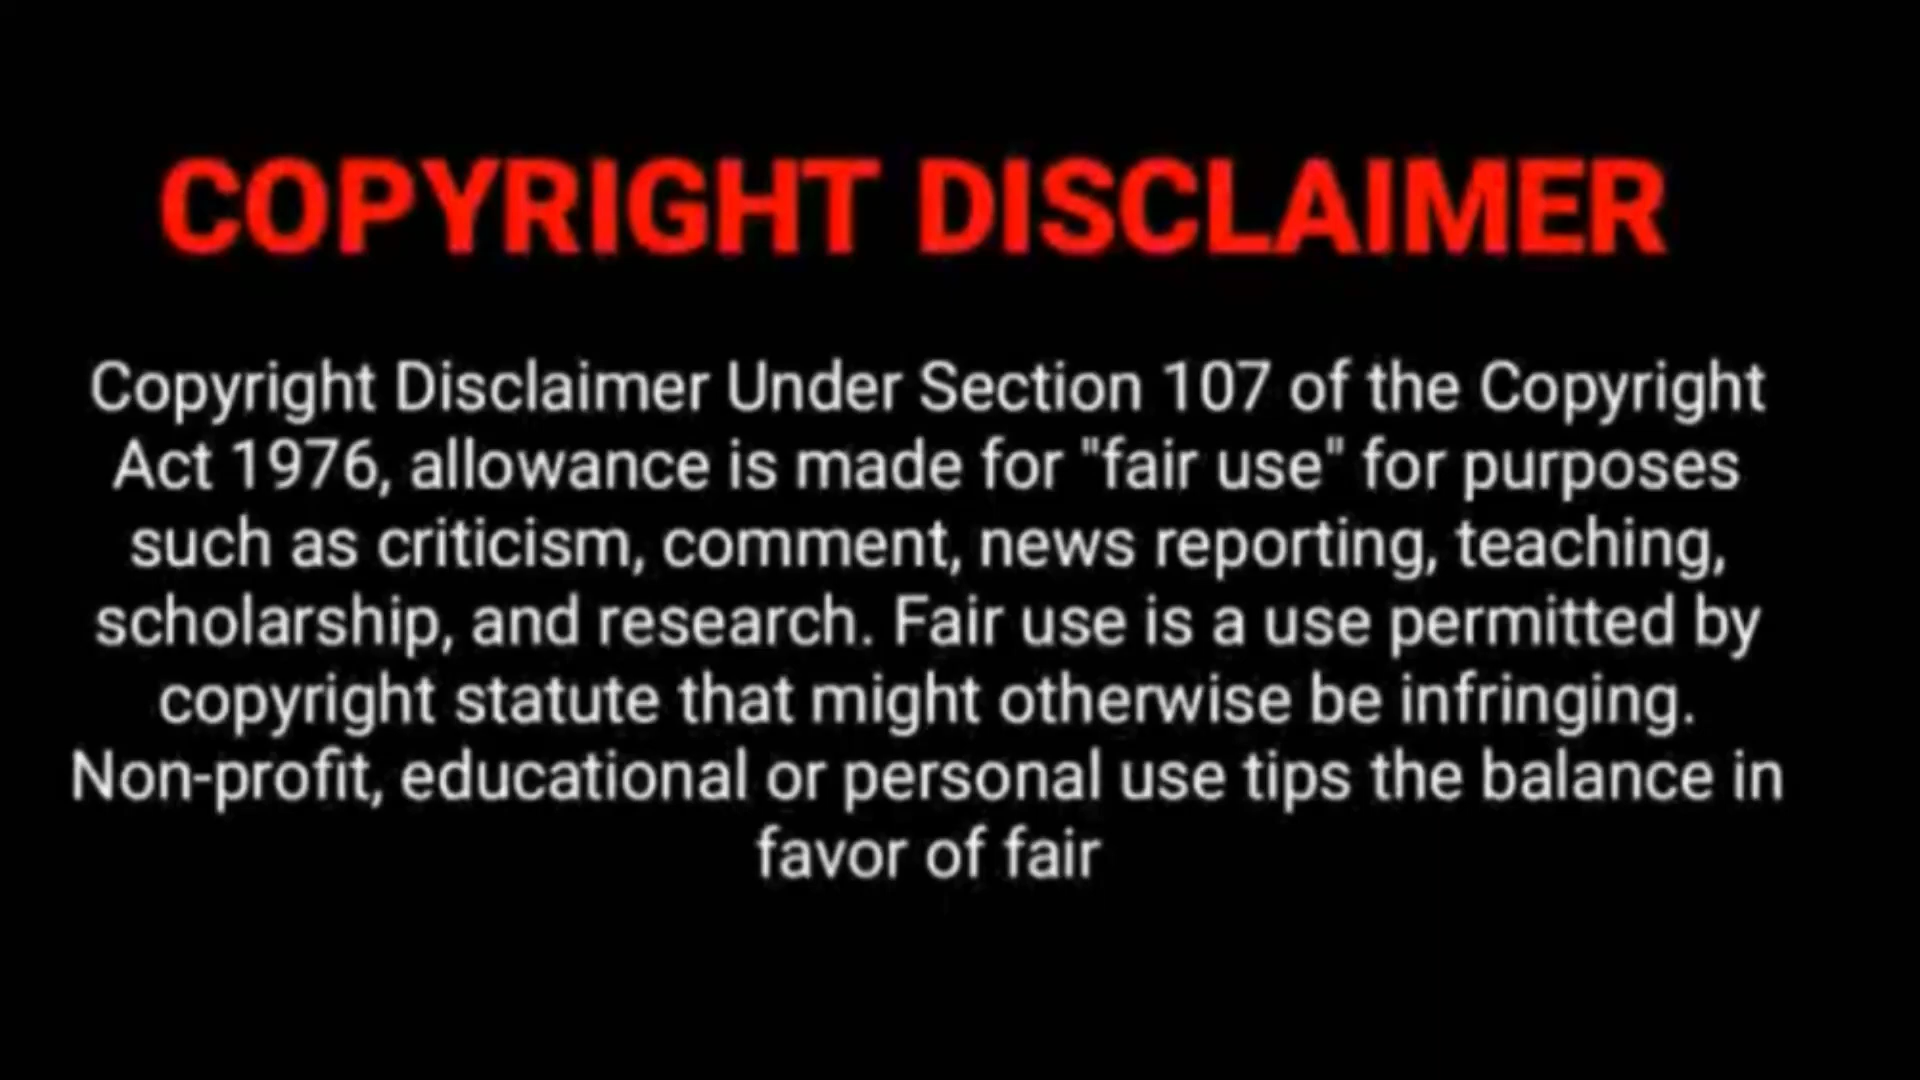 COPYRIGHT DISCLAIMER
Copyright Disclaimer Under Section 107 of the Copyright
Act 1976, allowance is made for "fair use" for purposes
such as criticism, comment, news reporting, teaching,
scholarship, and research. Fair use is a use permitted by
copyright statute that might otherwise be infringing.
Non-profit, educational or personal use tips the balance in
favor of fair